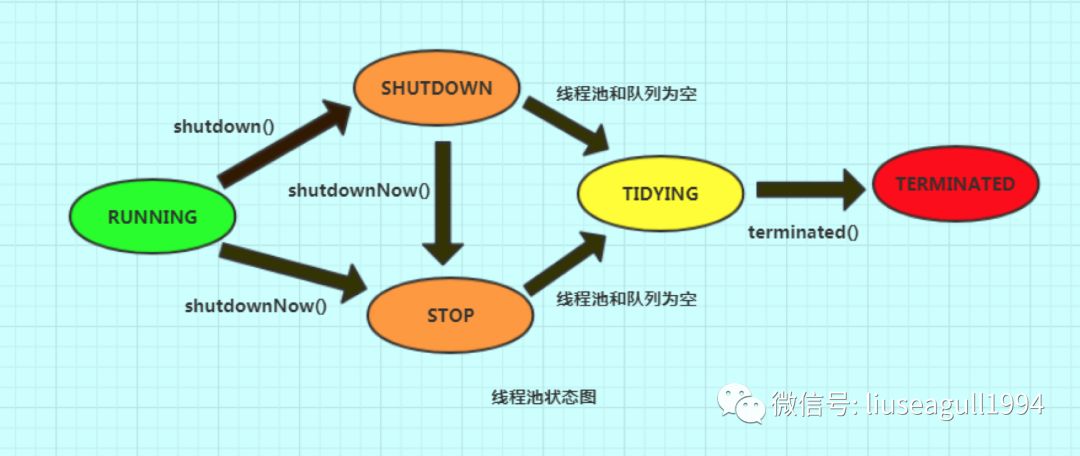 SHUTDOWN
线程池和队列为空
shutdown()
shutdownNow()
TIDYING
TERMINATED
RUNNING
terminated()
shutdownNow()
STOP
线程池和队列为空
线程池状态图
微信号: liuseagull1994